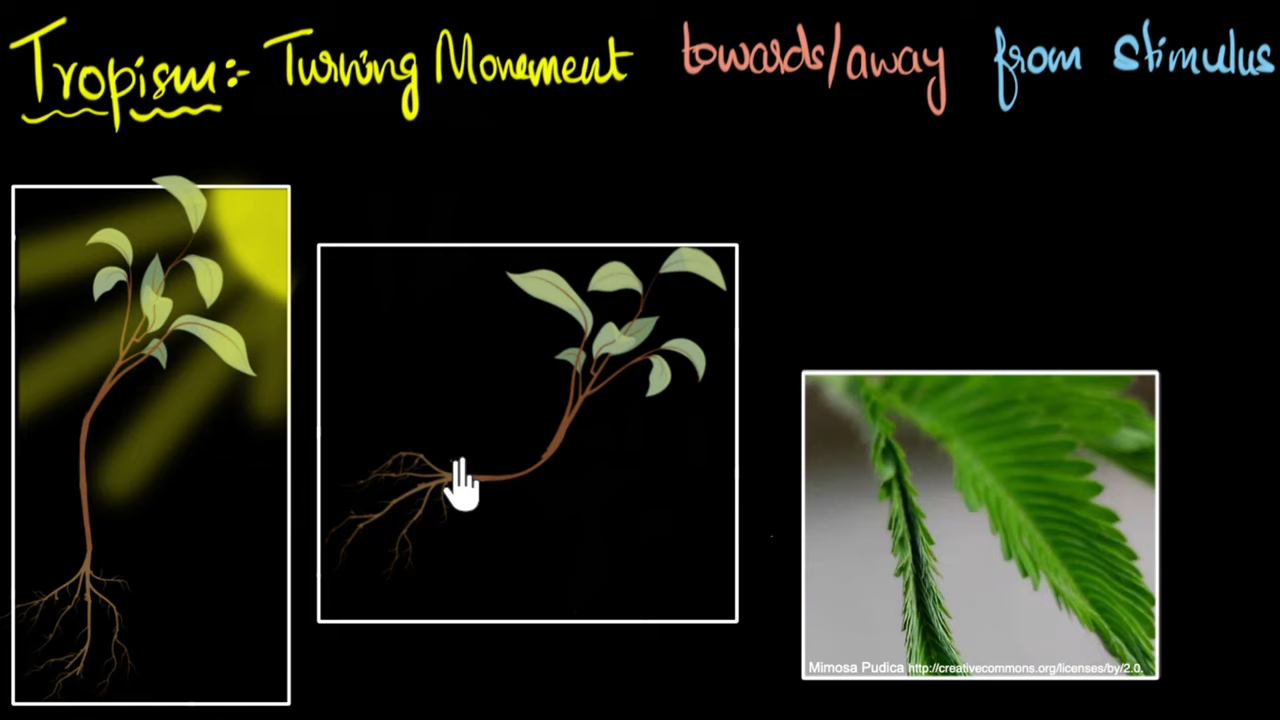 Tropism:- Turning Movement towards/away from Stimulus
Mimosa Pudica http://creativecommons.org/licenses/by/2.0.